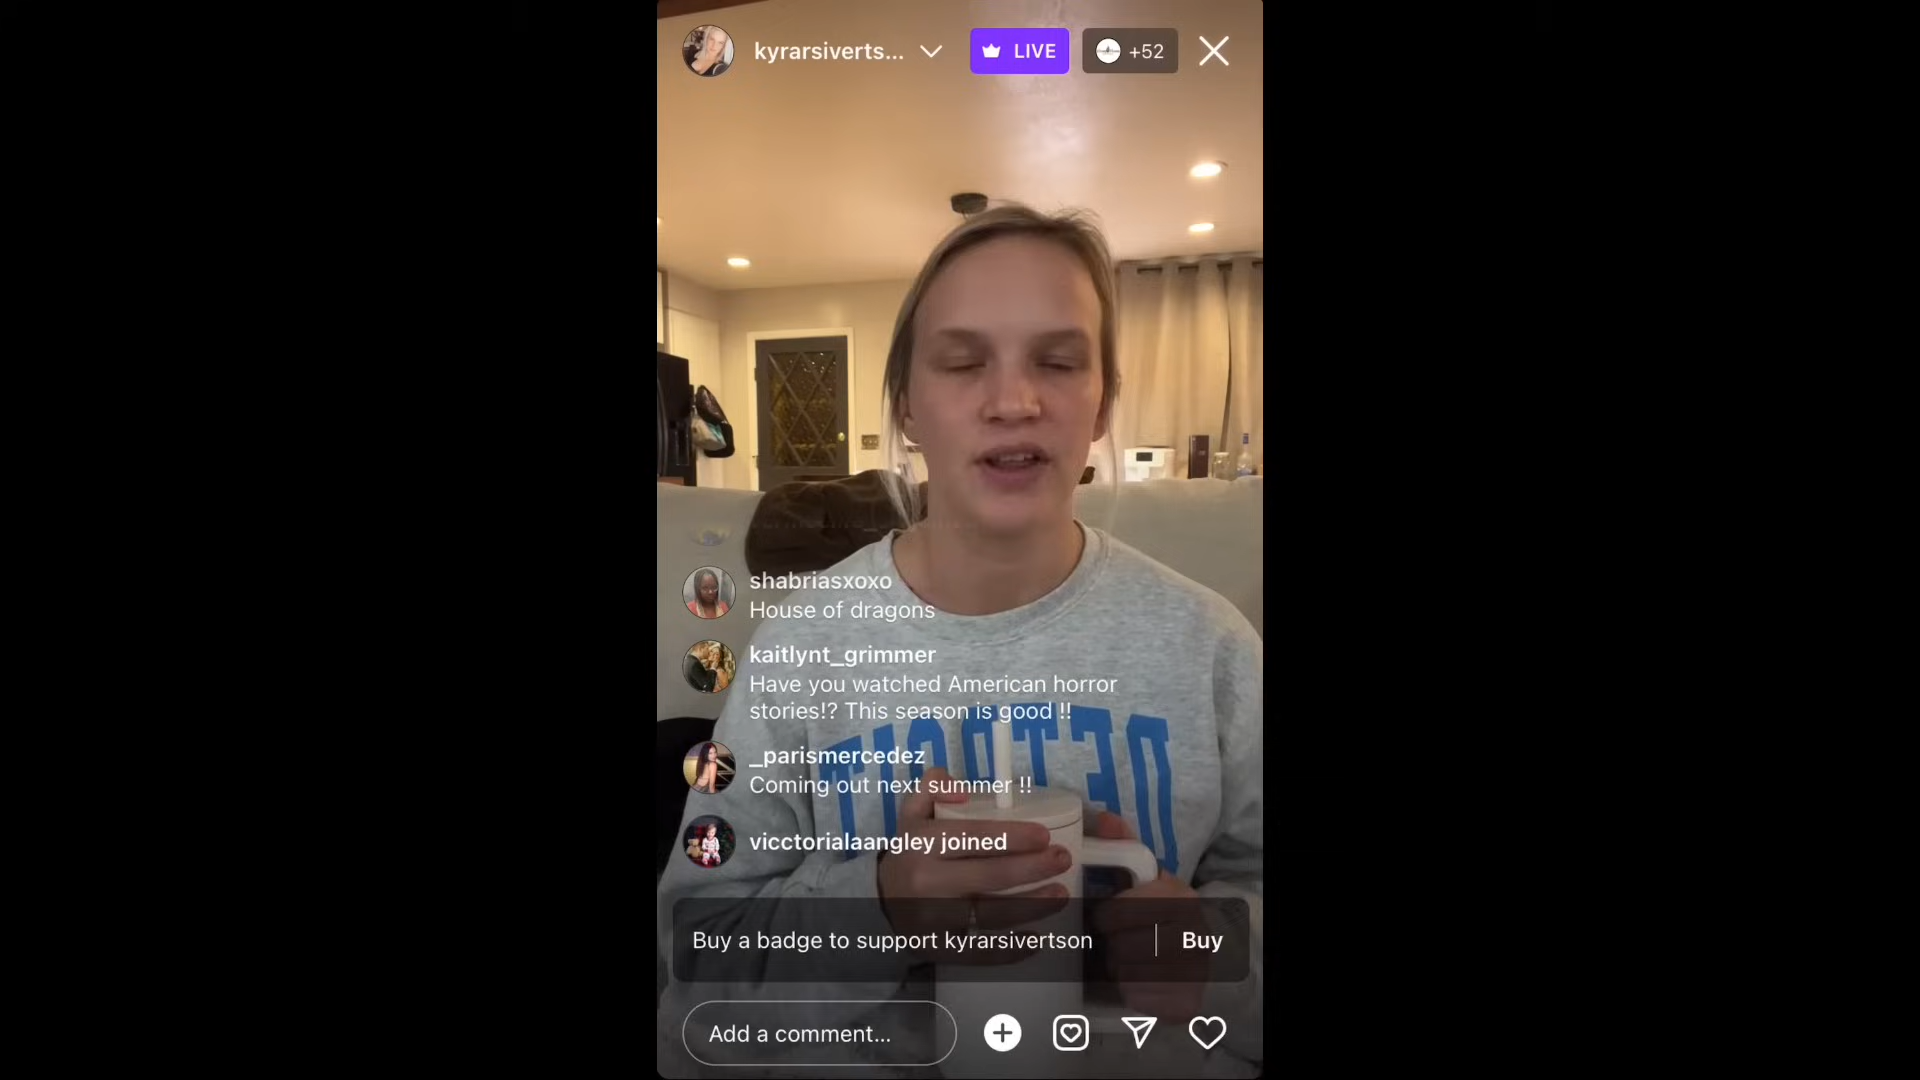 kyrarsiverts...
LIVE
+52
shabriasxoxo
House of dragons
kaitlynt_grimmer
Have you watched American horror
stories!? This season is good !!
_parismercedez
Coming out next summer !!
vicctorialaangley joined
DETROIT
Buy a badge to support kyrarsivertson
Buy
Add a comment...